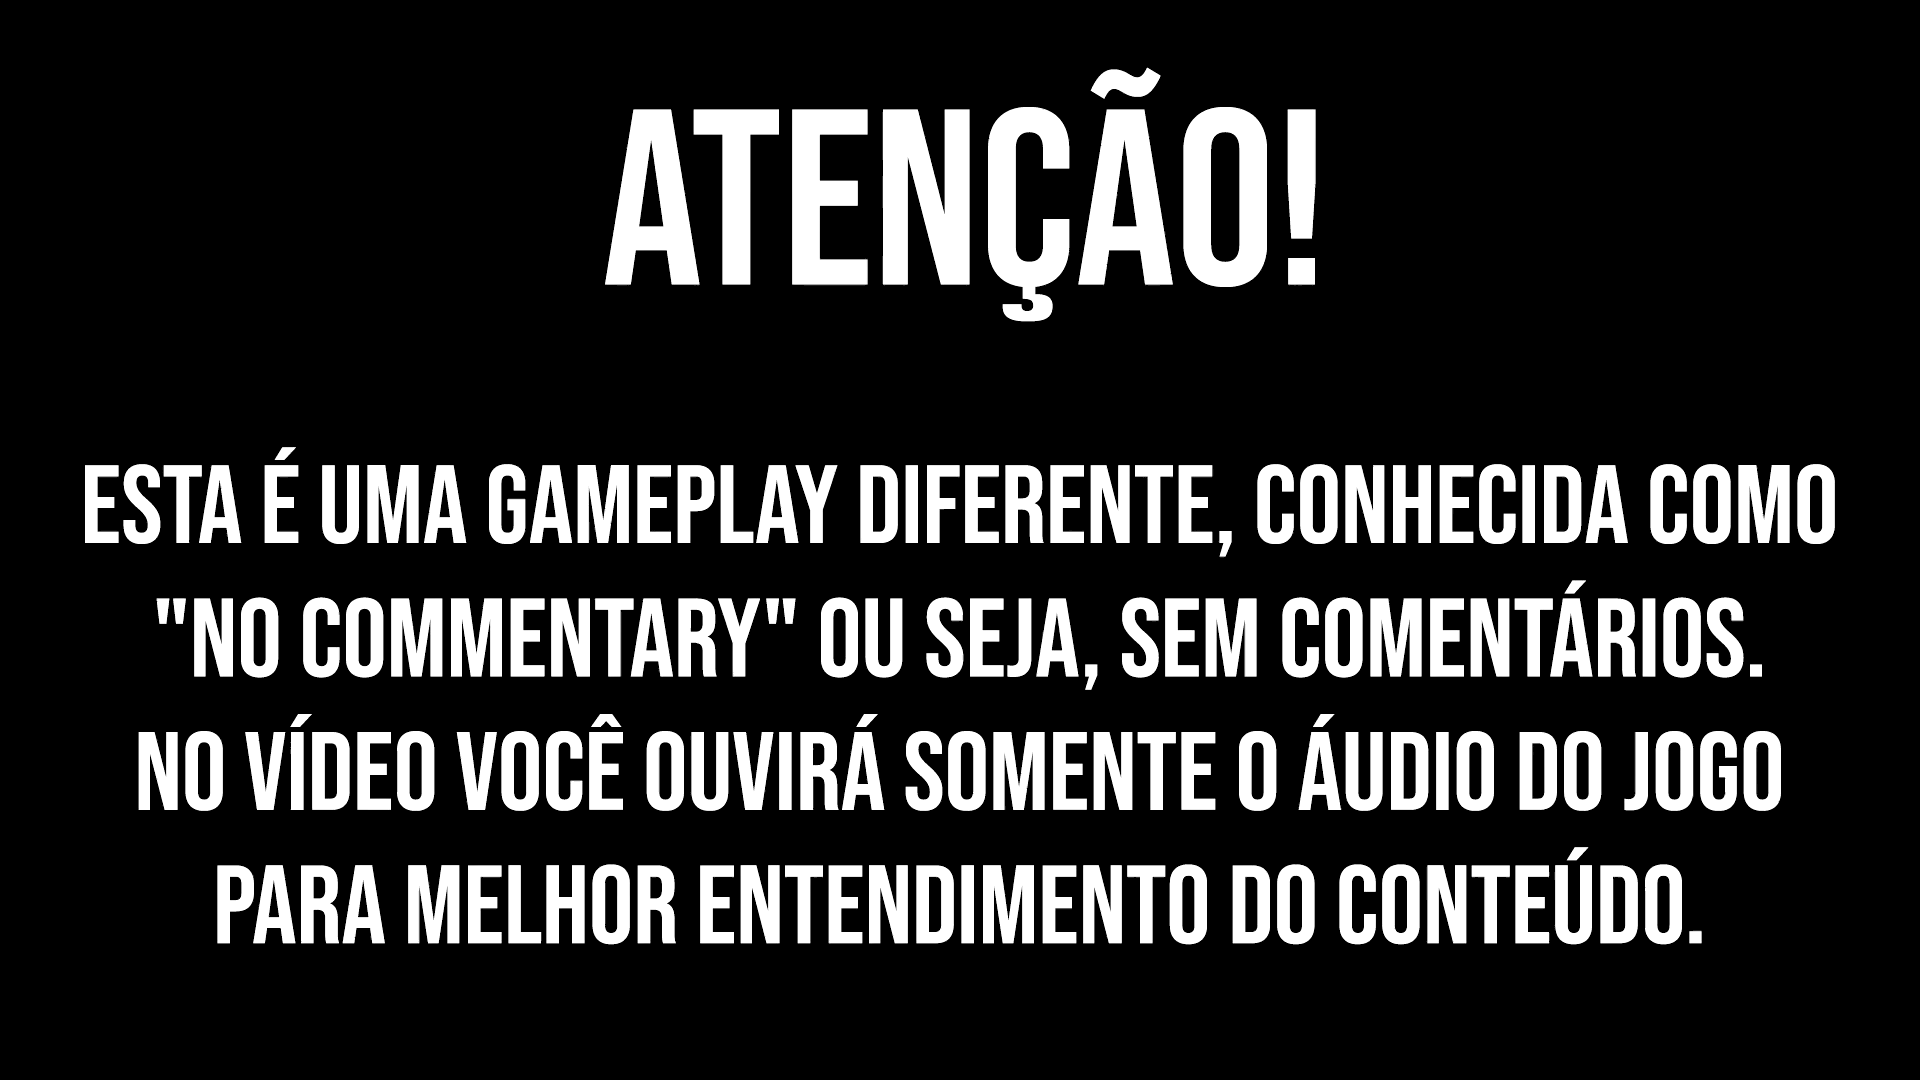 ATENÇÃO!
ESTA É UMA GAMEPLAY DIFERENTE, CONHECIDA COMO
"NO COMMENTARY" OU SEJA, SEM COMENTÁRIOS.
NO VÍDEO VOCÊ OUVIRÁ SOMENTE O ÁUDIO DO JOGO
PARA MELHOR ENTENDIMENTO DO CONTEÚDO.